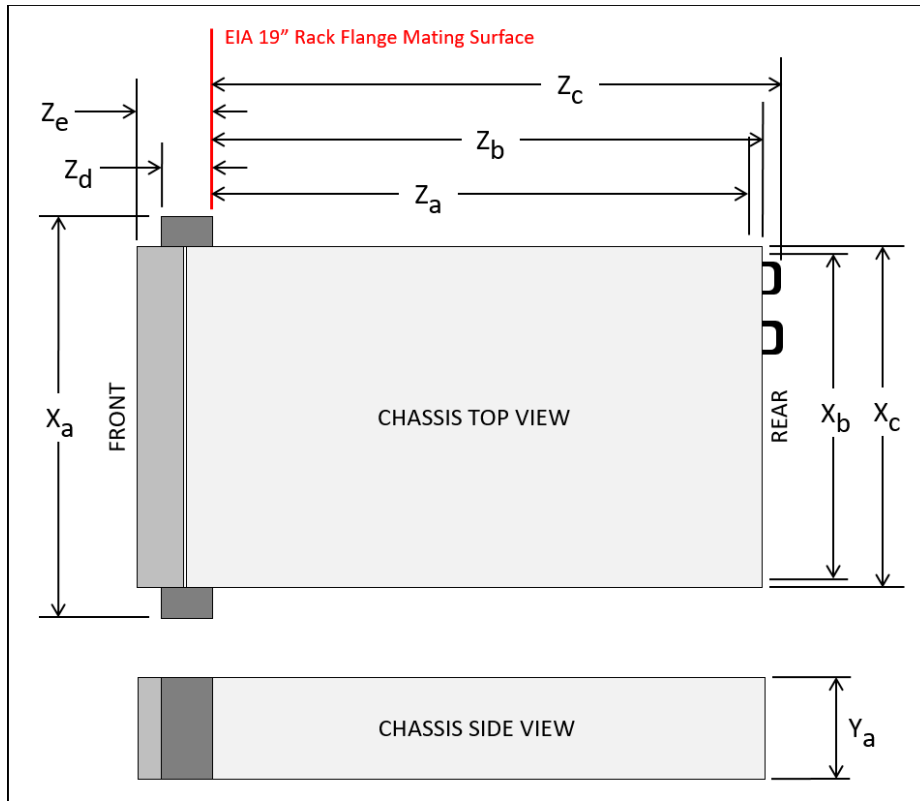 EIA 19” Rack Flange Mating Surface
Zc
Ze
Zb
Zd
Za
Xa
FRONT
CHASSIS TOP VIEW
REAR
Xb
Xc
CHASSIS SIDE VIEW
Ya